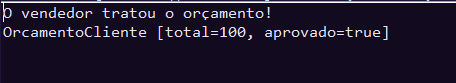 O vendedor tratou o orçamento!
OrcamentoCliente [total=100, aprovado=true]